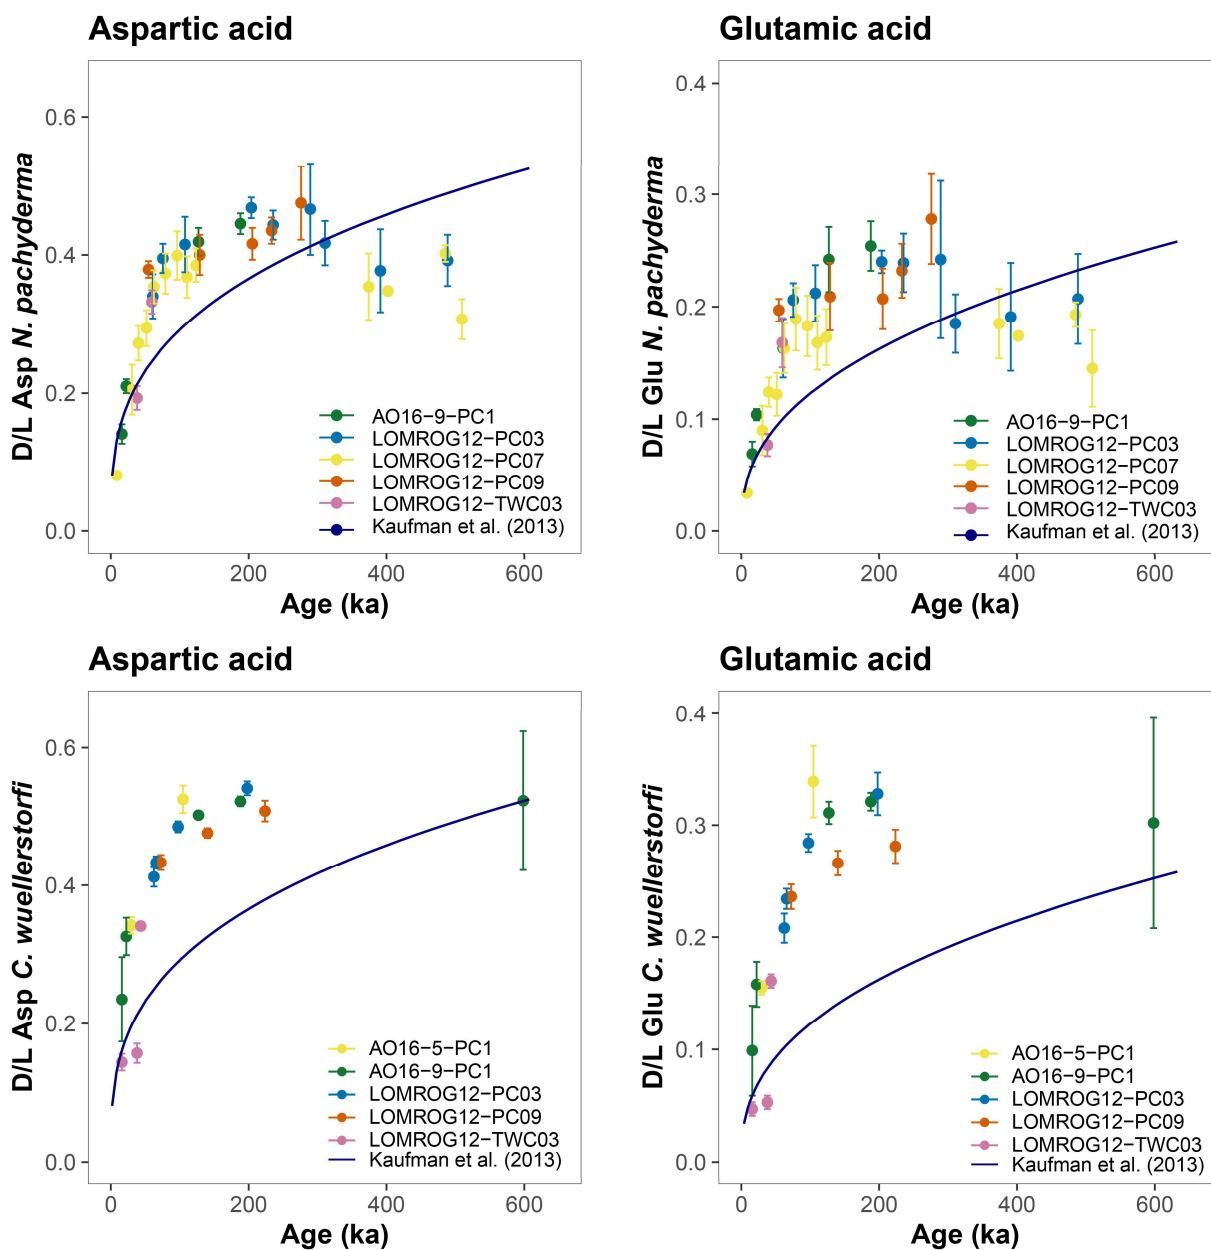 Aspartic acid
D/L Asp N. pachyderma
0.6
0.4
0.2
0.0
AO16−9−PC1
LOMROG12−PC03
LOMROG12−PC07
LOMROG12−PC09
LOMROG12−TWC03
Kaufman et al. (2013)
0 200 400 600
Age (ka)
Glutamic acid
D/L Glu N. pachyderma
0.4
0.3
0.2
0.1
0.0
AO16−9−PC1
LOMROG12−PC03
LOMROG12−PC07
LOMROG12−PC09
LOMROG12−TWC03
Kaufman et al. (2013)
0 200 400 600
Age (ka)
Aspartic acid
D/L Asp C. wuellerstorfi
0.6
0.4
0.2
0.0
AO16−5−PC1
AO16−9−PC1
LOMROG12−PC03
LOMROG12−PC09
LOMROG12−TWC03
Kaufman et al. (2013)
0 200 400 600
Age (ka)
Glutamic acid
D/L Glu C. wuellerstorfi
0.4
0.3
0.2
0.1
0.0
AO16−5−PC1
AO16−9−PC1
LOMROG12−PC03
LOMROG12−PC09
LOMROG12−TWC03
Kaufman et al. (2013)
0 200 400 600
Age (ka)